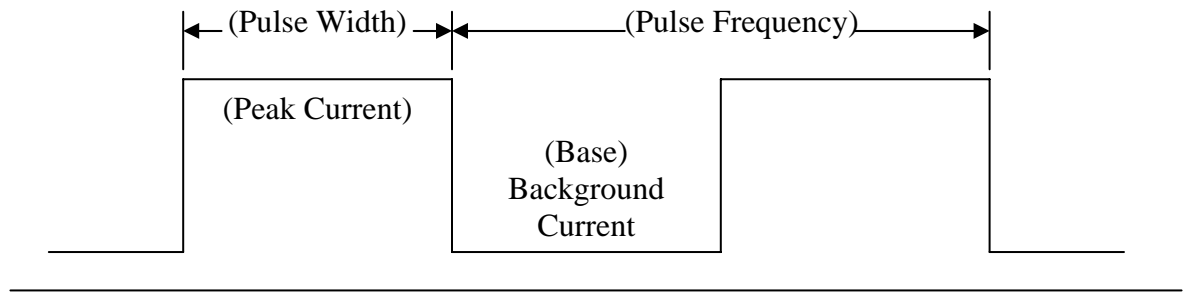 (Pulse Width)
(Pulse Frequency)
(Peak Current)
(Base)
Background
Current